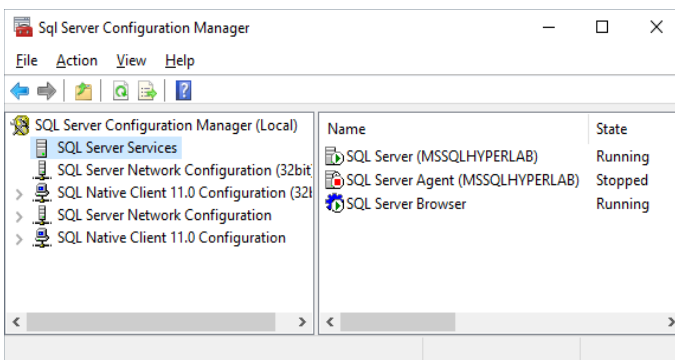 Sql Server Configuration Manager
File Action View Help
SQL Server Configuration Manager (Local)
SQL Server Services
SQL Server Network Configuration (32bit
SQL Native Client 11.0 Configuration (32b
SQL Server Network Configuration
SQL Native Client 11.0 Configuration
Name State
SQL Server (MSSQLHYPERLAB) Running
SQL Server Agent (MSSQLHYPERLAB) Stopped
SQL Server Browser Running